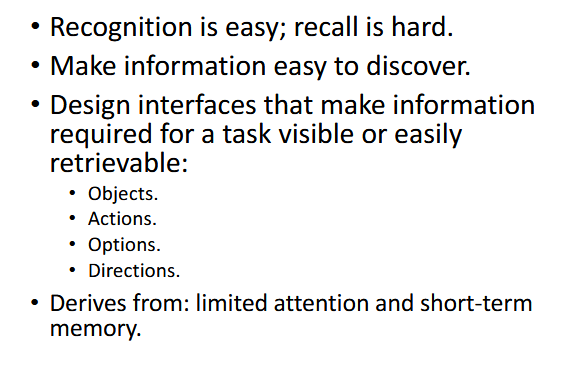 • Recognition is easy; recall is hard.
• Make information easy to discover.
• Design interfaces that make information
required for a task visible or easily
retrievable:
• Objects.
• Actions.
• Options.
• Directions.
• Derives from: limited attention and short-term
memory.